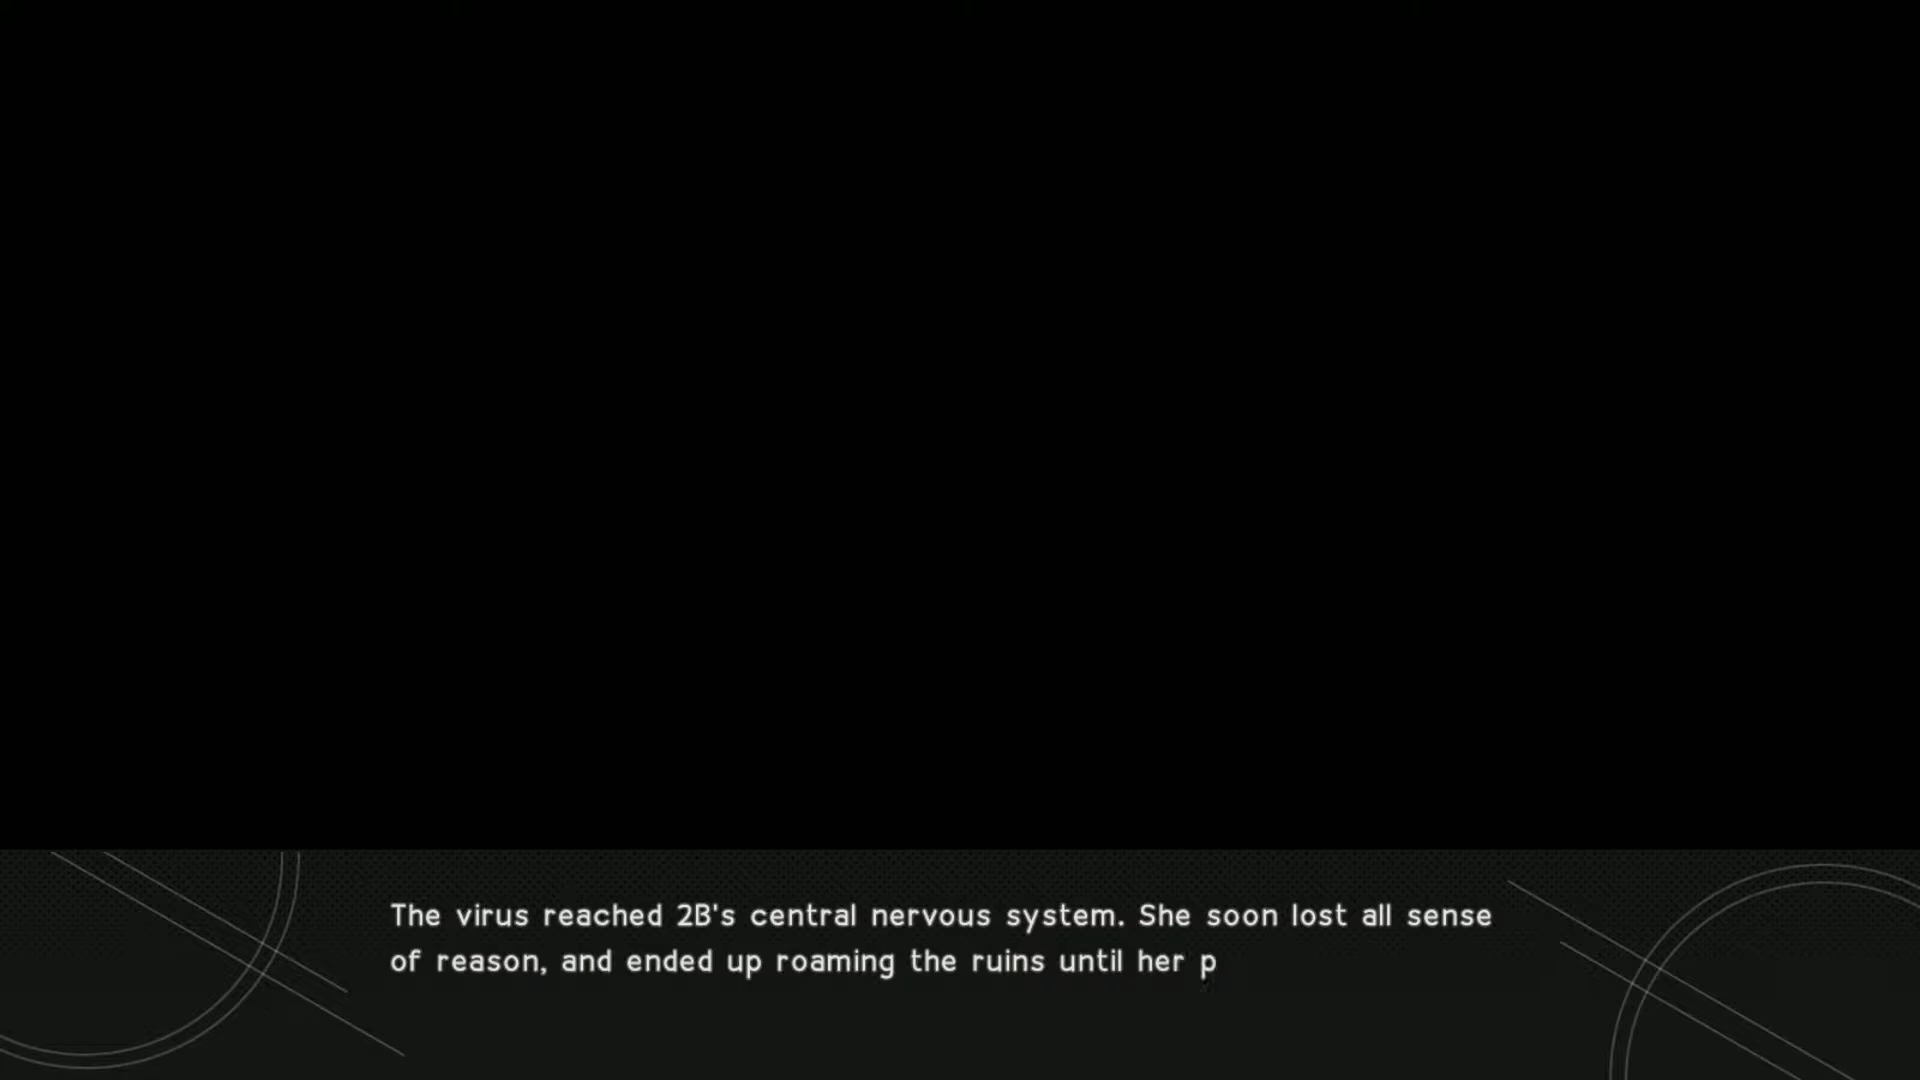 The virus reached 2B's central nervous system. She soon lost all sense
of reason, and ended up roaming the ruins until her p